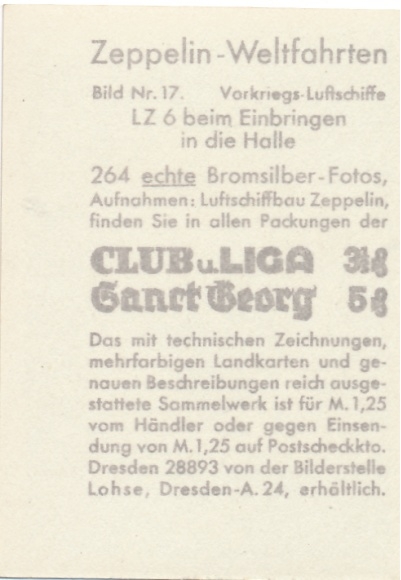 Zeppelin-Weltfahrten
Bild Nr. 17. Vorkriegs-Luftschiffe
LZ 6 beim Einbringen
in die Halle
264 echte Bromsilber-Fotos,
Aufnahmen: Luftschiffbau Zeppelin,
finden Sie in allen Packungen der
CLUB u. LIGA 3⅓₰
Sanct Georg 5₰
Das mit technischen Zeichnungen,
mehrfarbigen Landkarten und ge-
nauen Beschreibungen reich ausge-
stattete Sammelwerk ist für M. 1,25
vom Händler oder gegen Einsen-
dung von M. 1,25 auf Postscheckkto.
Dresden 28893 von der Bilderstelle
Lohse, Dresden-A. 24, erhältlich.